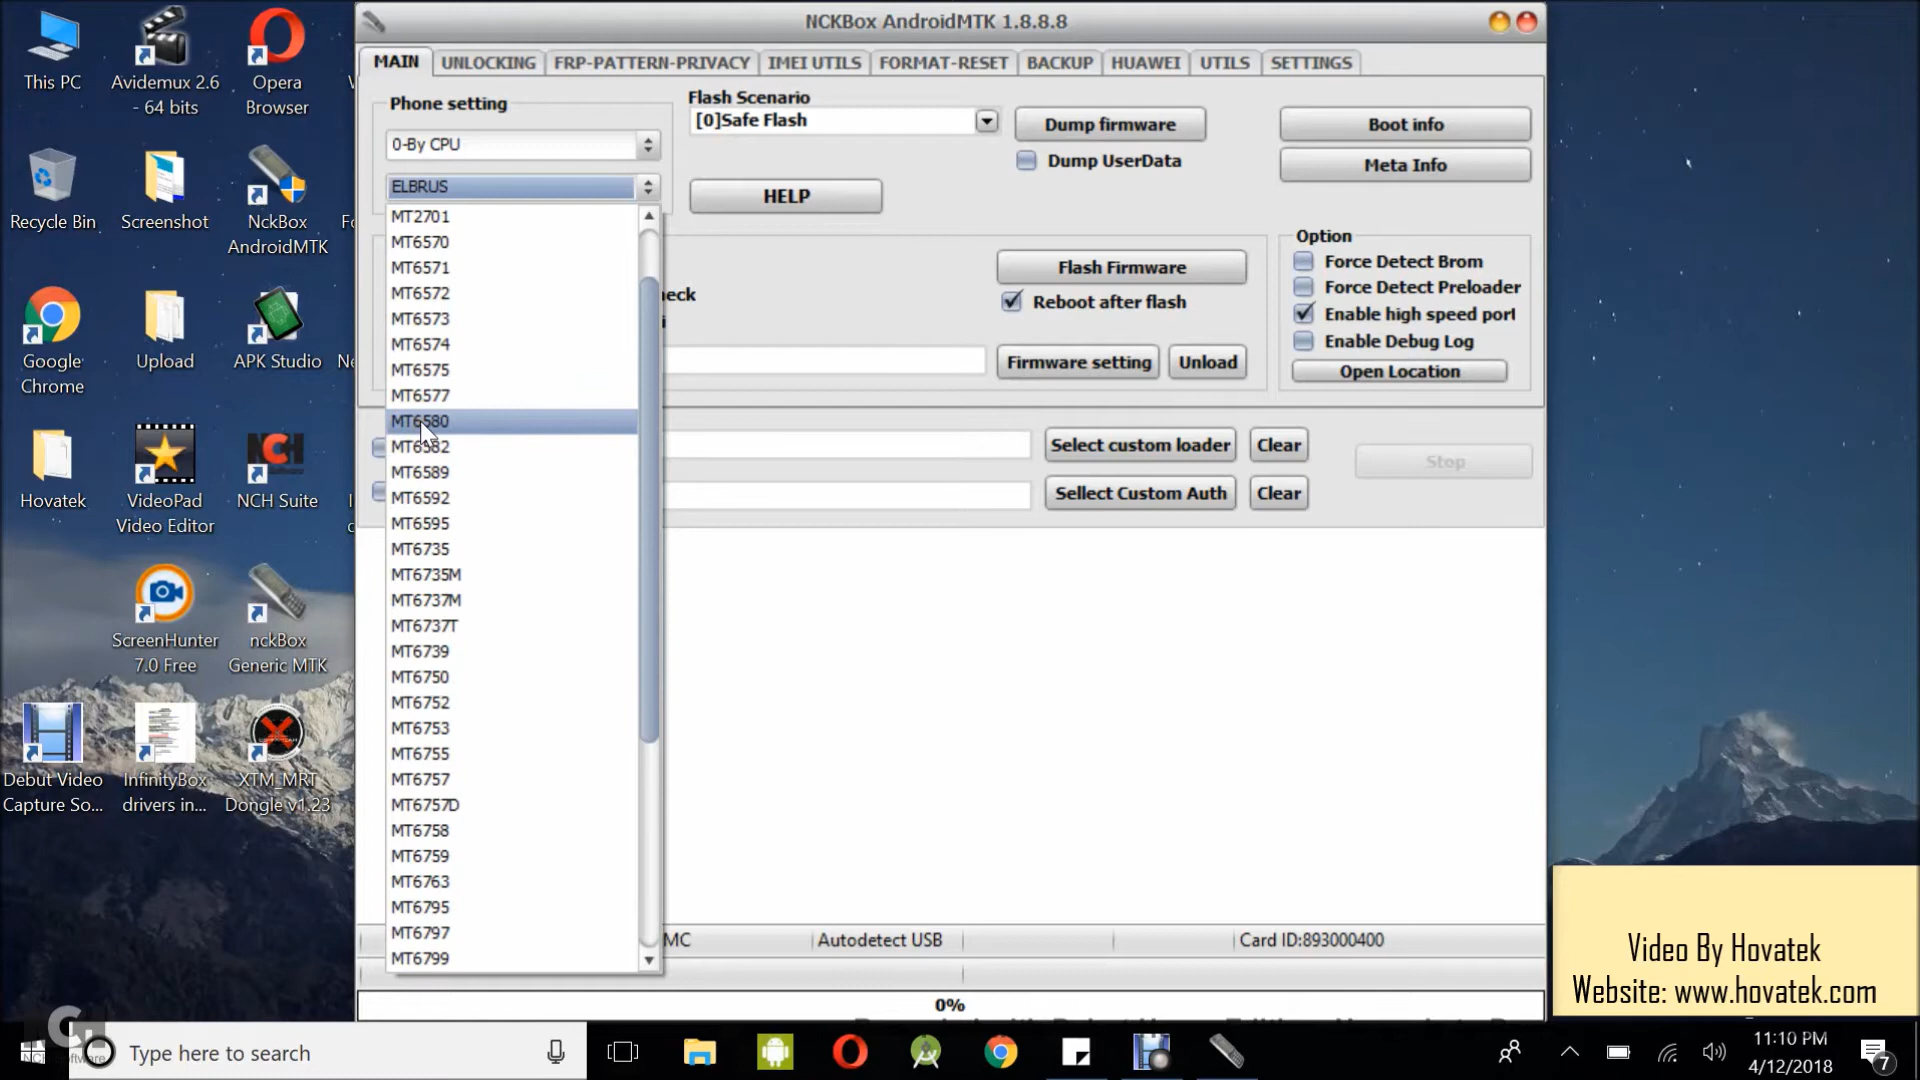 This PC
Avidemux 2.6
- 64 bits
Opera
Browser
Recycle Bin
Screenshot
NckBox
AndroidMTK
Google
Chrome
Upload
APK Studio
Hovatek
VideoPad
Video Editor
NCH
NCH Suite
ScreenHunter
7.0 Free
nckBox
Generic MTK
Debut Video
Capture So...
InfinityBox
drivers in...
XTM_MRT
Dongle v1.23
NCKBox AndroidMTK 1.8.8.8
MAIN
UNLOCKING
FRP-PATTERN-PRIVACY
IMEI UTILS
FORMAT-RESET
BACKUP
HUAWEI
UTILS
SETTINGS
Phone setting
0-By CPU
ELBRUS
MT2701
MT6570
MT6571
MT6572
MT6573
MT6574
MT6575
MT6577
MT6580
MT6582
MT6589
MT6592
MT6595
MT6735
MT6735M
MT6737M
MT6737T
MT6739
MT6750
MT6752
MT6753
MT6755
MT6757
MT6757D
MT6758
MT6759
MT6763
MT6795
MT6797
MT6799
Flash Scenario
[0]Safe Flash
HELP
Dump firmware
Dump UserData
Boot info
Meta Info
Flash Firmware
Reboot after flash
Firmware setting
Unload
Option
Force Detect Brom
Force Detect Preloader
Enable high speed port
Enable Debug Log
Open Location
Select custom loader
Clear
Sellect Custom Auth
Clear
Stop
MC
Autodetect USB
Card ID:893000400
0%
Video By Hovatek
Website: www.hovatek.com
Type here to search
11:10 PM
4/12/2018
7